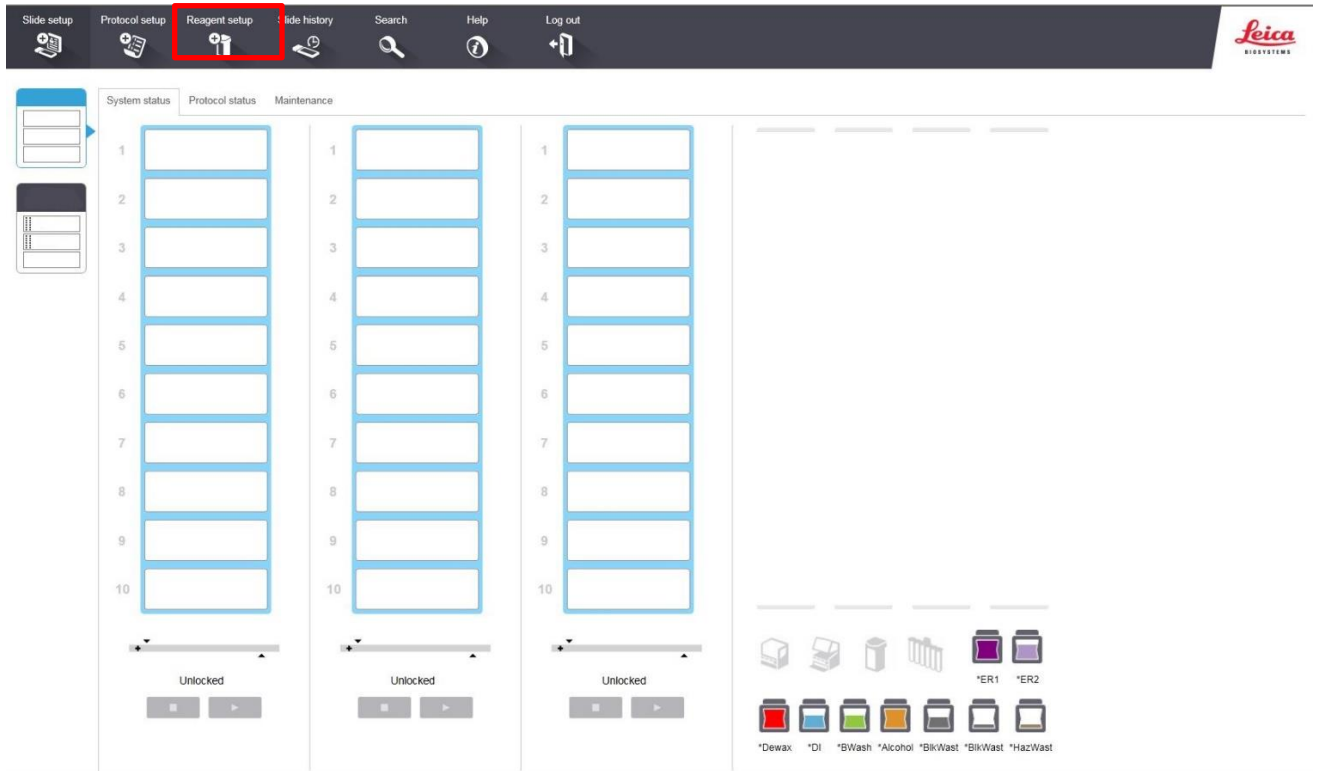 Slide setup Protocol setup Reagent setup Slide history Search Help Log out
Leica
BIOSYSTEMS
System status Protocol status Maintenance
1 1 1
2 2 2
3 3 3
4 4 4
5 5 5
6 6 6
7 7 7
8 8 8
9 9 9
10 10 10
Unlocked Unlocked Unlocked
*ER1 *ER2
*Dewax *DI *BWash *Alcohol *BlkWast *BlkWast *HazWast